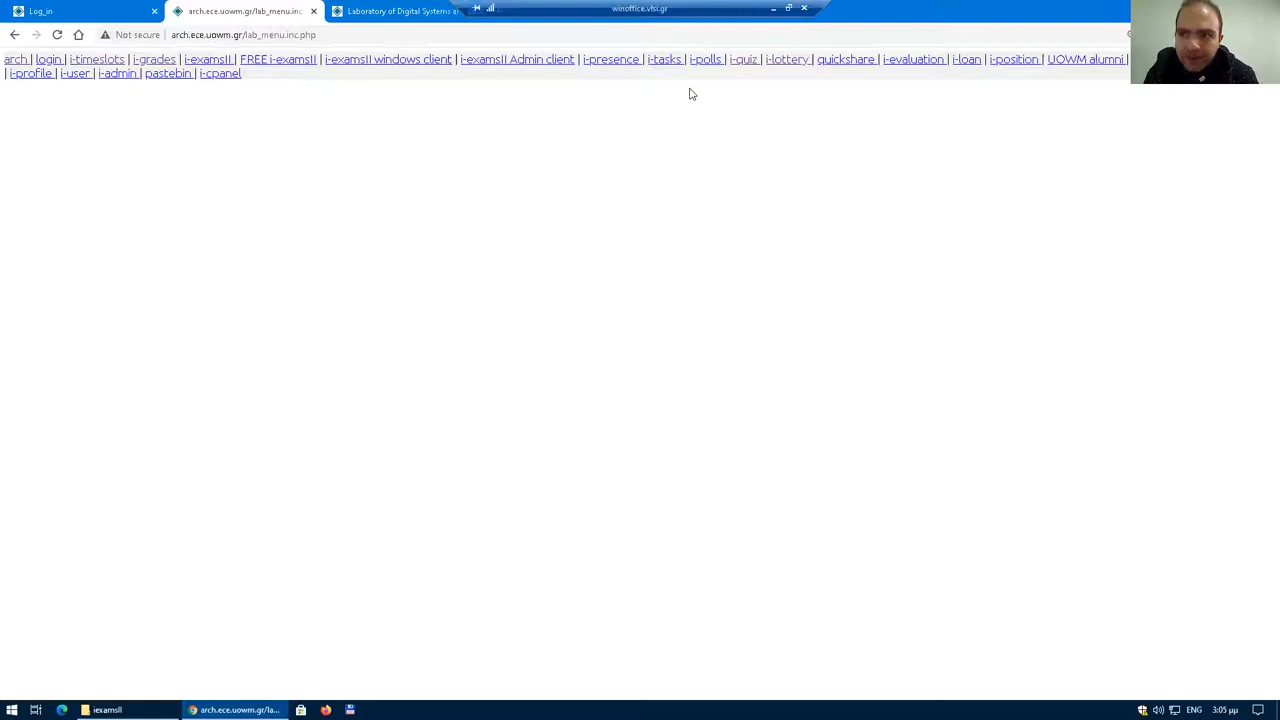 Log_in
arch.ece.uowm.gr/lab_menu.inc
Laboratory of Digital Systems a
winoffice.vlsi.gr
Not secure
arch.ece.uowm.gr/lab_menu.inc.php
arch | login | i-timeslots | i-grades | i-examsII | FREE i-examsII | i-examsII windows client | i-examsII Admin client | i-presence | i-tasks | i-polls | i-quiz | i-lottery | quickshare | i-evaluation | i-loan | i-position | UOWM alumni |
| i-profile | i-user | i-admin | pastebin | i-cpanel
iexamsII
arch.ece.uowm.gr/la...
ENG
3:05 μμ